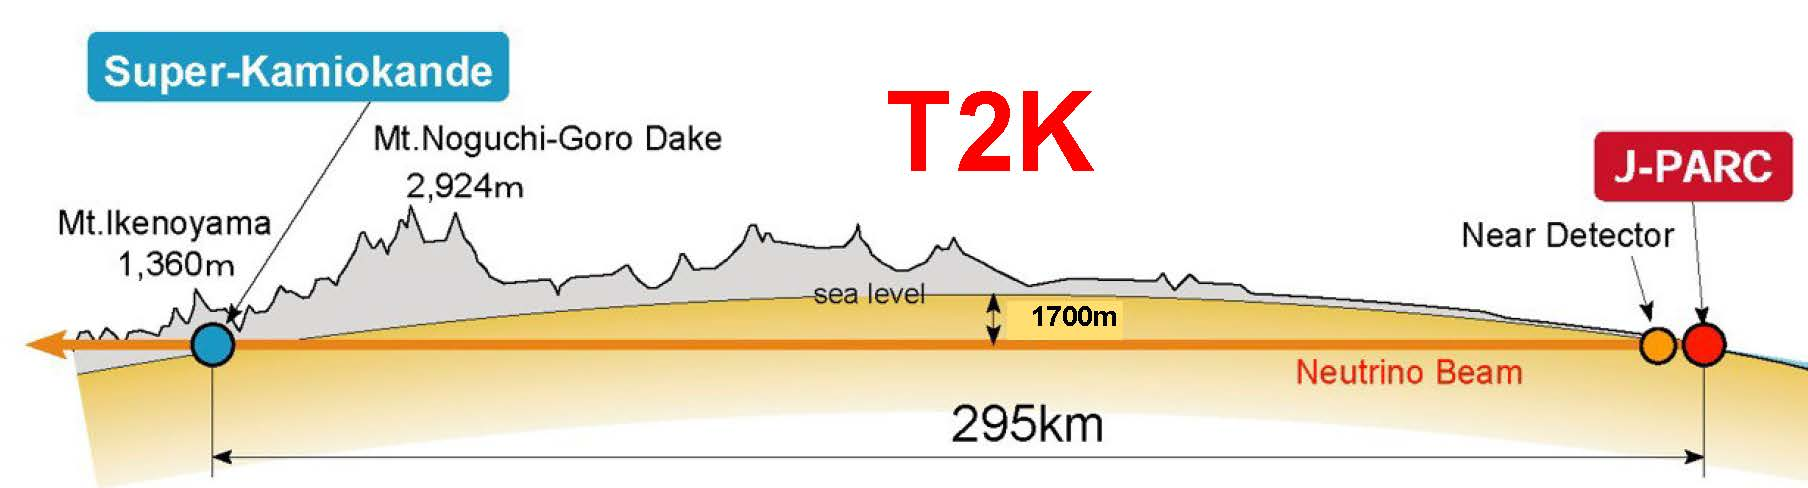 Super-Kamiokande
T2K
Mt.Noguchi-Goro Dake
2,924m
J-PARC
Mt.Ikenoyama
1,360m
Near Detector
sea level
1700m
Neutrino Beam
295km